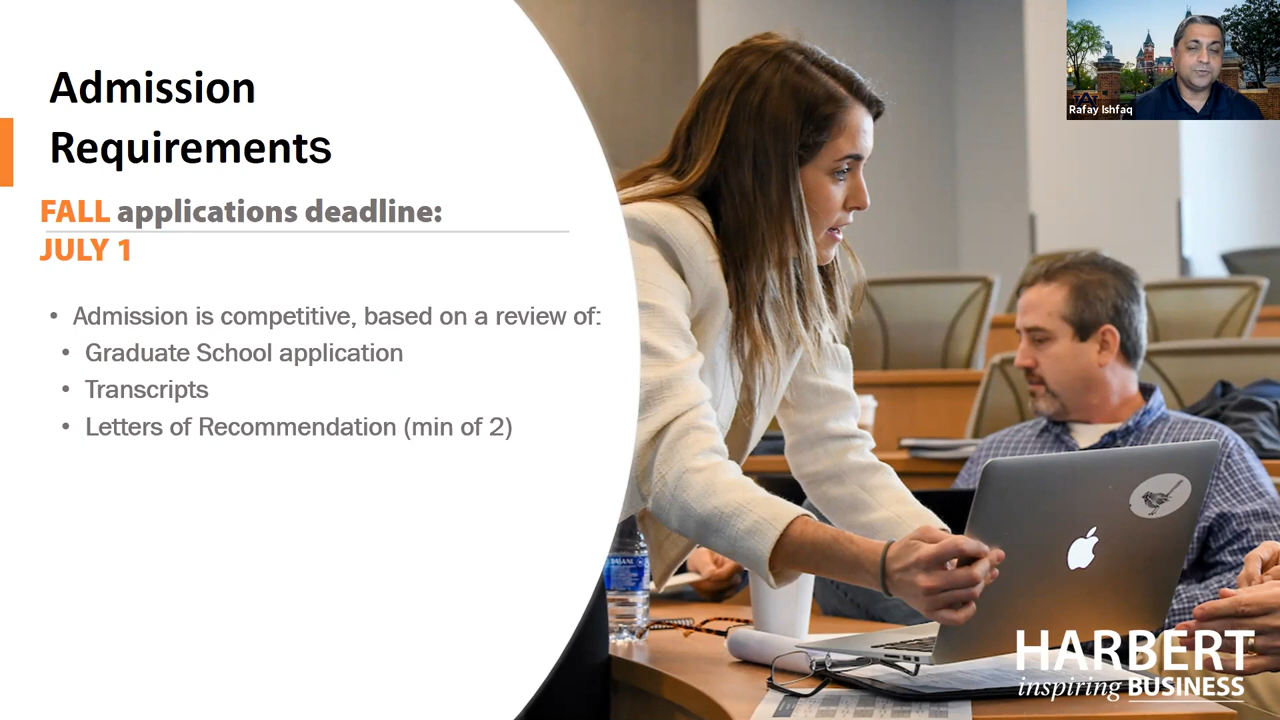 Admission
Requirements
FALL applications deadline:
JULY 1
• Admission is competitive, based on a review of:
• Graduate School application
• Transcripts
• Letters of Recommendation (min of 2)
Rafay Ishfaq
DASANI
HARBERT
inspiring BUSINESS